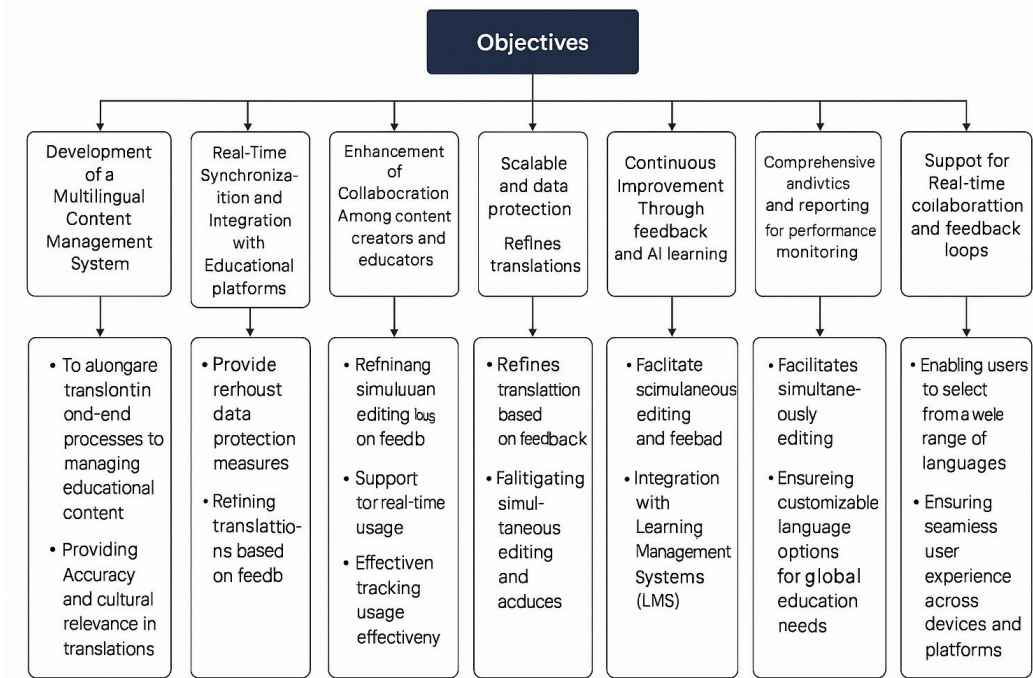 Objectives
Development
of a
Multilingual
Content
Management
System
Real-Time
Synchroniza-
ition and
Integration
with
Educational
platforms
Enhancement
of
Collabocration
Among content
creators and
educators
Scalable
and data
protection
Refines
translations
Continuous
Improvement
Through
feedback
and AI learning
Comprehensive
andivtics
and reporting
for performance
monitoring
Suppot for
Real-time
coilaborattion
and feedback
loops
• To aluongare
translontin
ond-end
processes to
managing
educational
content
• Providing
Accuracy
and cultural
relevance in
translations
• Provide
rerhoust
data
protection
measures
• Refining
translattio-
ns based
on feedb
• Refninang
simuluuan
editing
on feedb
• Support
tor real-time
usage
• Effectiven
tracking
usage
effectiveny
• Refines
translattion
based
on feedback
• Falitigating
simul-
taneous
editing
and
acduces
• Faclitate
scimulaneous
editing
and feebad
• Integration
with
Learning
Management
Systems
(LMS)
• Facilitates
simultane-
ously
editing
• Ensureing
customizable
language
options
for global
education
needs
• Enabling users
to select
from a wele
range of
languages
• Ensuring
seamiess
user
experience
across
devices and
platforms